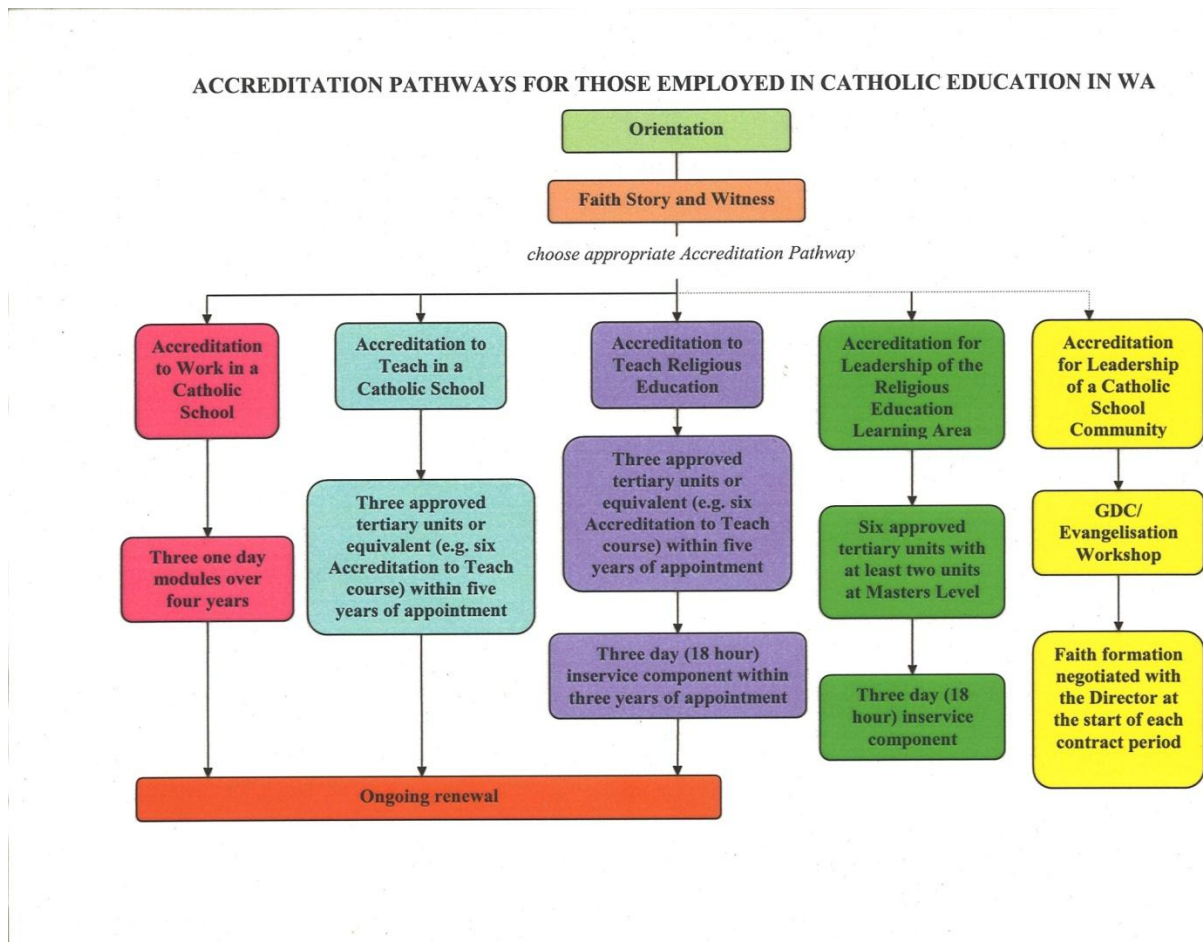 ACCREDITATION PATHWAYS FOR THOSE EMPLOYED IN CATHOLIC EDUCATION IN WA
Orientation
Faith Story and Witness
choose appropriate Accreditation Pathway
Accreditation
to Work in a
Catholic
School
Three one day
modules over
four years
Accreditation to
Teach in a
Catholic School
Three approved
tertiary units or
equivalent (e.g. six
Accreditation to Teach
course) within five
years of appointment
Accreditation to
Teach Religious
Education
Three approved
tertiary units or
equivalent (e.g. six
Accreditation to Teach
course) within five
years of appointment
Three day (18 hour)
inservice component within
three years of appointment
Accreditation for
Leadership of the
Religious
Education
Learning Area
Six approved
tertiary units with
at least two units
at Masters Level
Three day (18
hour) inservice
component
Accreditation
for Leadership
of a Catholic
School
Community
GDC/
Evangelisation
Workshop
Faith formation
negotiated with
the Director at
the start of each
contract period
Ongoing renewal